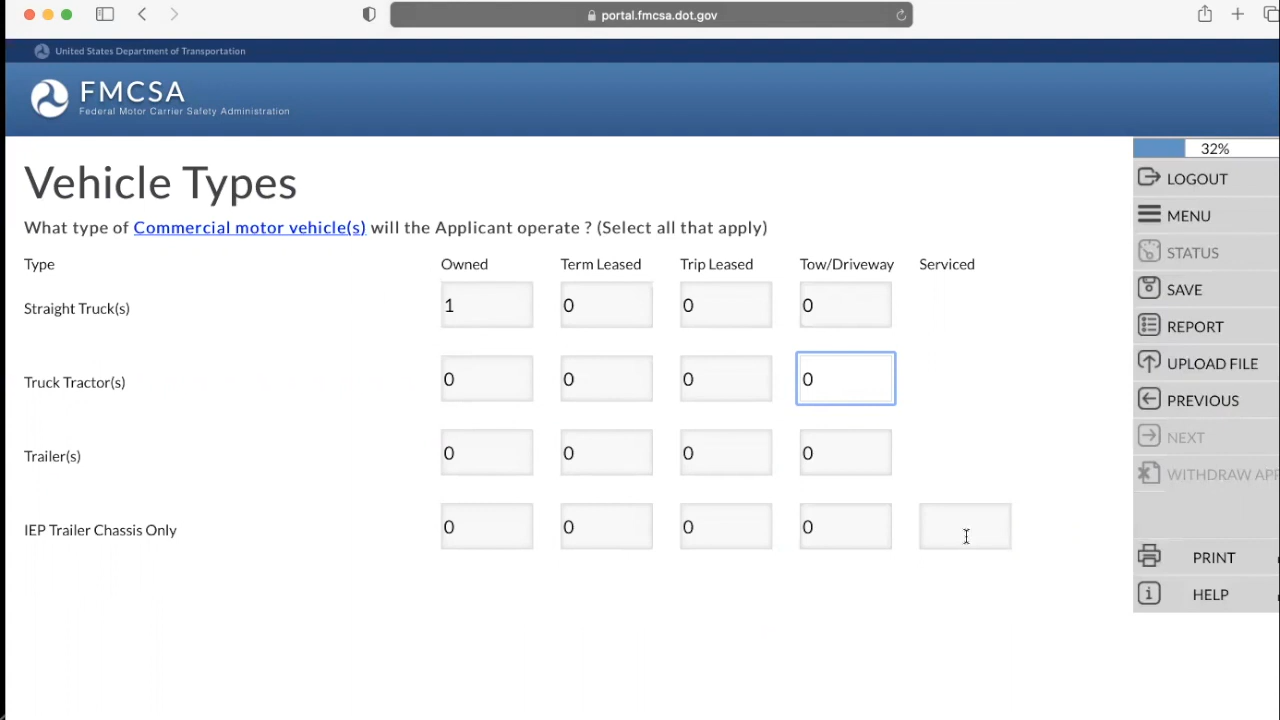 portal.fmcsa.dot.gov
United States Department of Transportation
FMCSA
Federal Motor Carrier Safety Administration
32%
Vehicle Types
LOGOUT
MENU
What type of Commercial motor vehicle(s) will the Applicant operate ? (Select all that apply)
Type Owned Term Leased Trip Leased Tow/Driveway Serviced
Straight Truck(s) 1 0 0 0
Truck Tractor(s) 0 0 0 0
Trailer(s) 0 0 0 0
IEP Trailer Chassis Only 0 0 0 0
STATUS
SAVE
REPORT
UPLOAD FILE
PREVIOUS
NEXT
WITHDRAW APP
PRINT
HELP